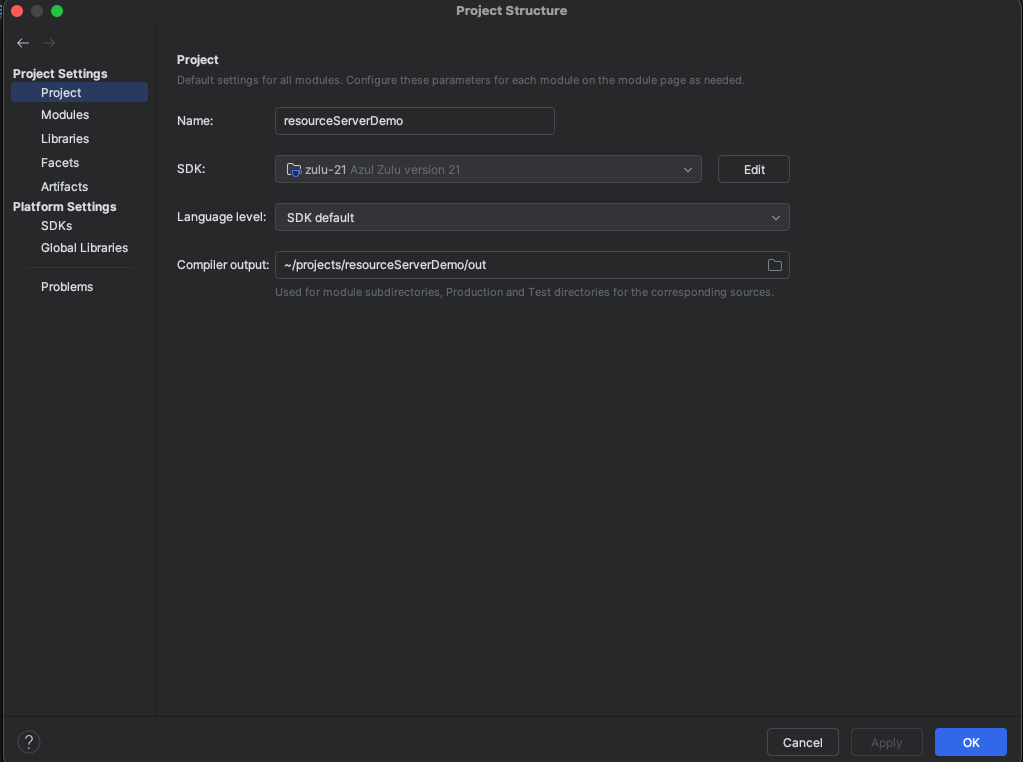 Project Structure
Project Settings
Project
Modules
Libraries
Facets
Artifacts
Platform Settings
SDKs
Global Libraries
Problems
Project
Default settings for all modules. Configure these parameters for each module on the module page as needed.
Name: resourceServerDemo
SDK: zulu-21 Azul Zulu version 21 Edit
Language level: SDK default
Compiler output: ~/projects/resourceServerDemo/out
Used for module subdirectories, Production and Test directories for the corresponding sources.
? Cancel Apply OK